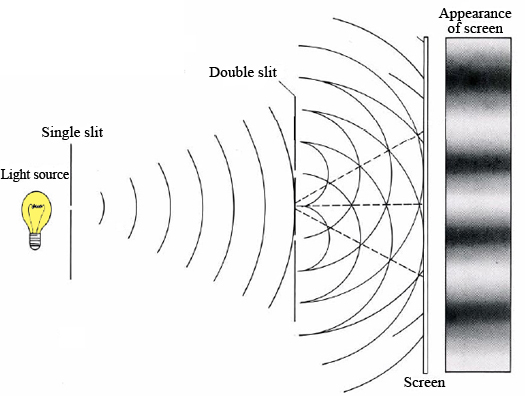 Appearance
of screen
Double slit
Single slit
Light source
Screen